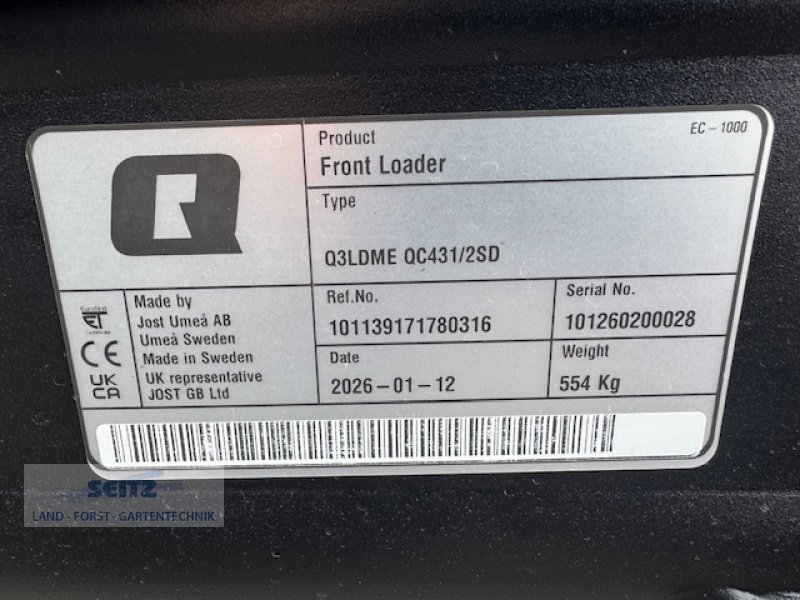 Product
EC - 1000
Front Loader
Type
Q3LDME QC431/2SD
Made by
Jost Umeå AB
Umeå Sweden
Made in Sweden
UK representative
JOST GB Ltd
CE
UK
CA
Ref.No.
101139171780316
Serial No.
101260200028
Date
2026-01-12
Weight
554 Kg
SEITZ
LAND - FORST - GARTENTECHNIK